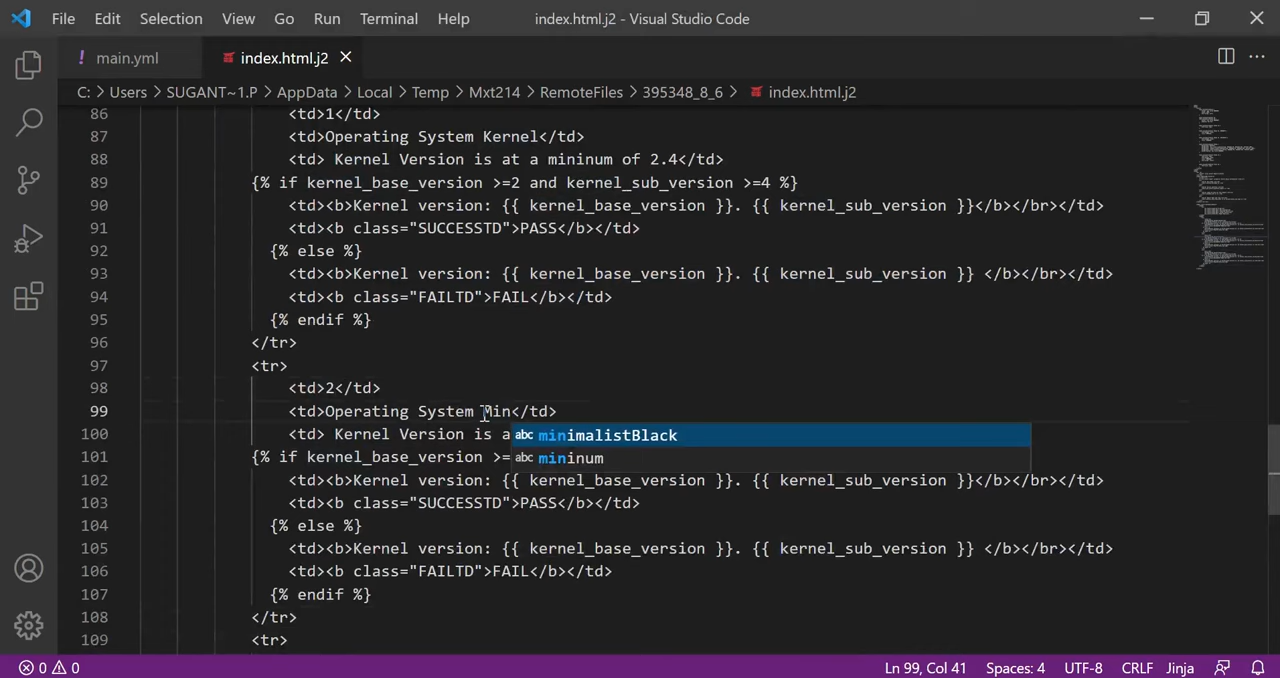 File Edit Selection View Go Run Terminal Help index.html.j2 - Visual Studio Code
! main.yml index.html.j2
C: > Users > SUGANT~1.P > AppData > Local > Temp > Mxt214 > RemoteFiles > 395348_8_6 > index.html.j2
86 <td>1</td>
87 <td>Operating System Kernel</td>
88 <td> Kernel Version is at a mininum of 2.4</td>
89 {% if kernel_base_version >=2 and kernel_sub_version >=4 %}
90 <td><b>Kernel version: {{ kernel_base_version }}. {{ kernel_sub_version }}</b></br></td>
91 <td><b class="SUCCESSTD">PASS</b></td>
92 {% else %}
93 <td><b>Kernel version: {{ kernel_base_version }}. {{ kernel_sub_version }} </b></br></td>
94 <td><b class="FAILTD">FAIL</b></td>
95 {% endif %}
96 </tr>
97 <tr>
98 <td>2</td>
99 <td>Operating System Min</td>
100 <td> Kernel Version is a
abc minimalistBlack
101 {% if kernel_base_version >=
abc mininum
102 <td><b>Kernel version: {{ kernel_base_version }}. {{ kernel_sub_version }}</b></br></td>
103 <td><b class="SUCCESSTD">PASS</b></td>
104 {% else %}
105 <td><b>Kernel version: {{ kernel_base_version }}. {{ kernel_sub_version }} </b></br></td>
106 <td><b class="FAILTD">FAIL</b></td>
107 {% endif %}
108 </tr>
109 <tr>
0 0 Ln 99, Col 41 Spaces: 4 UTF-8 CRLF Jinja